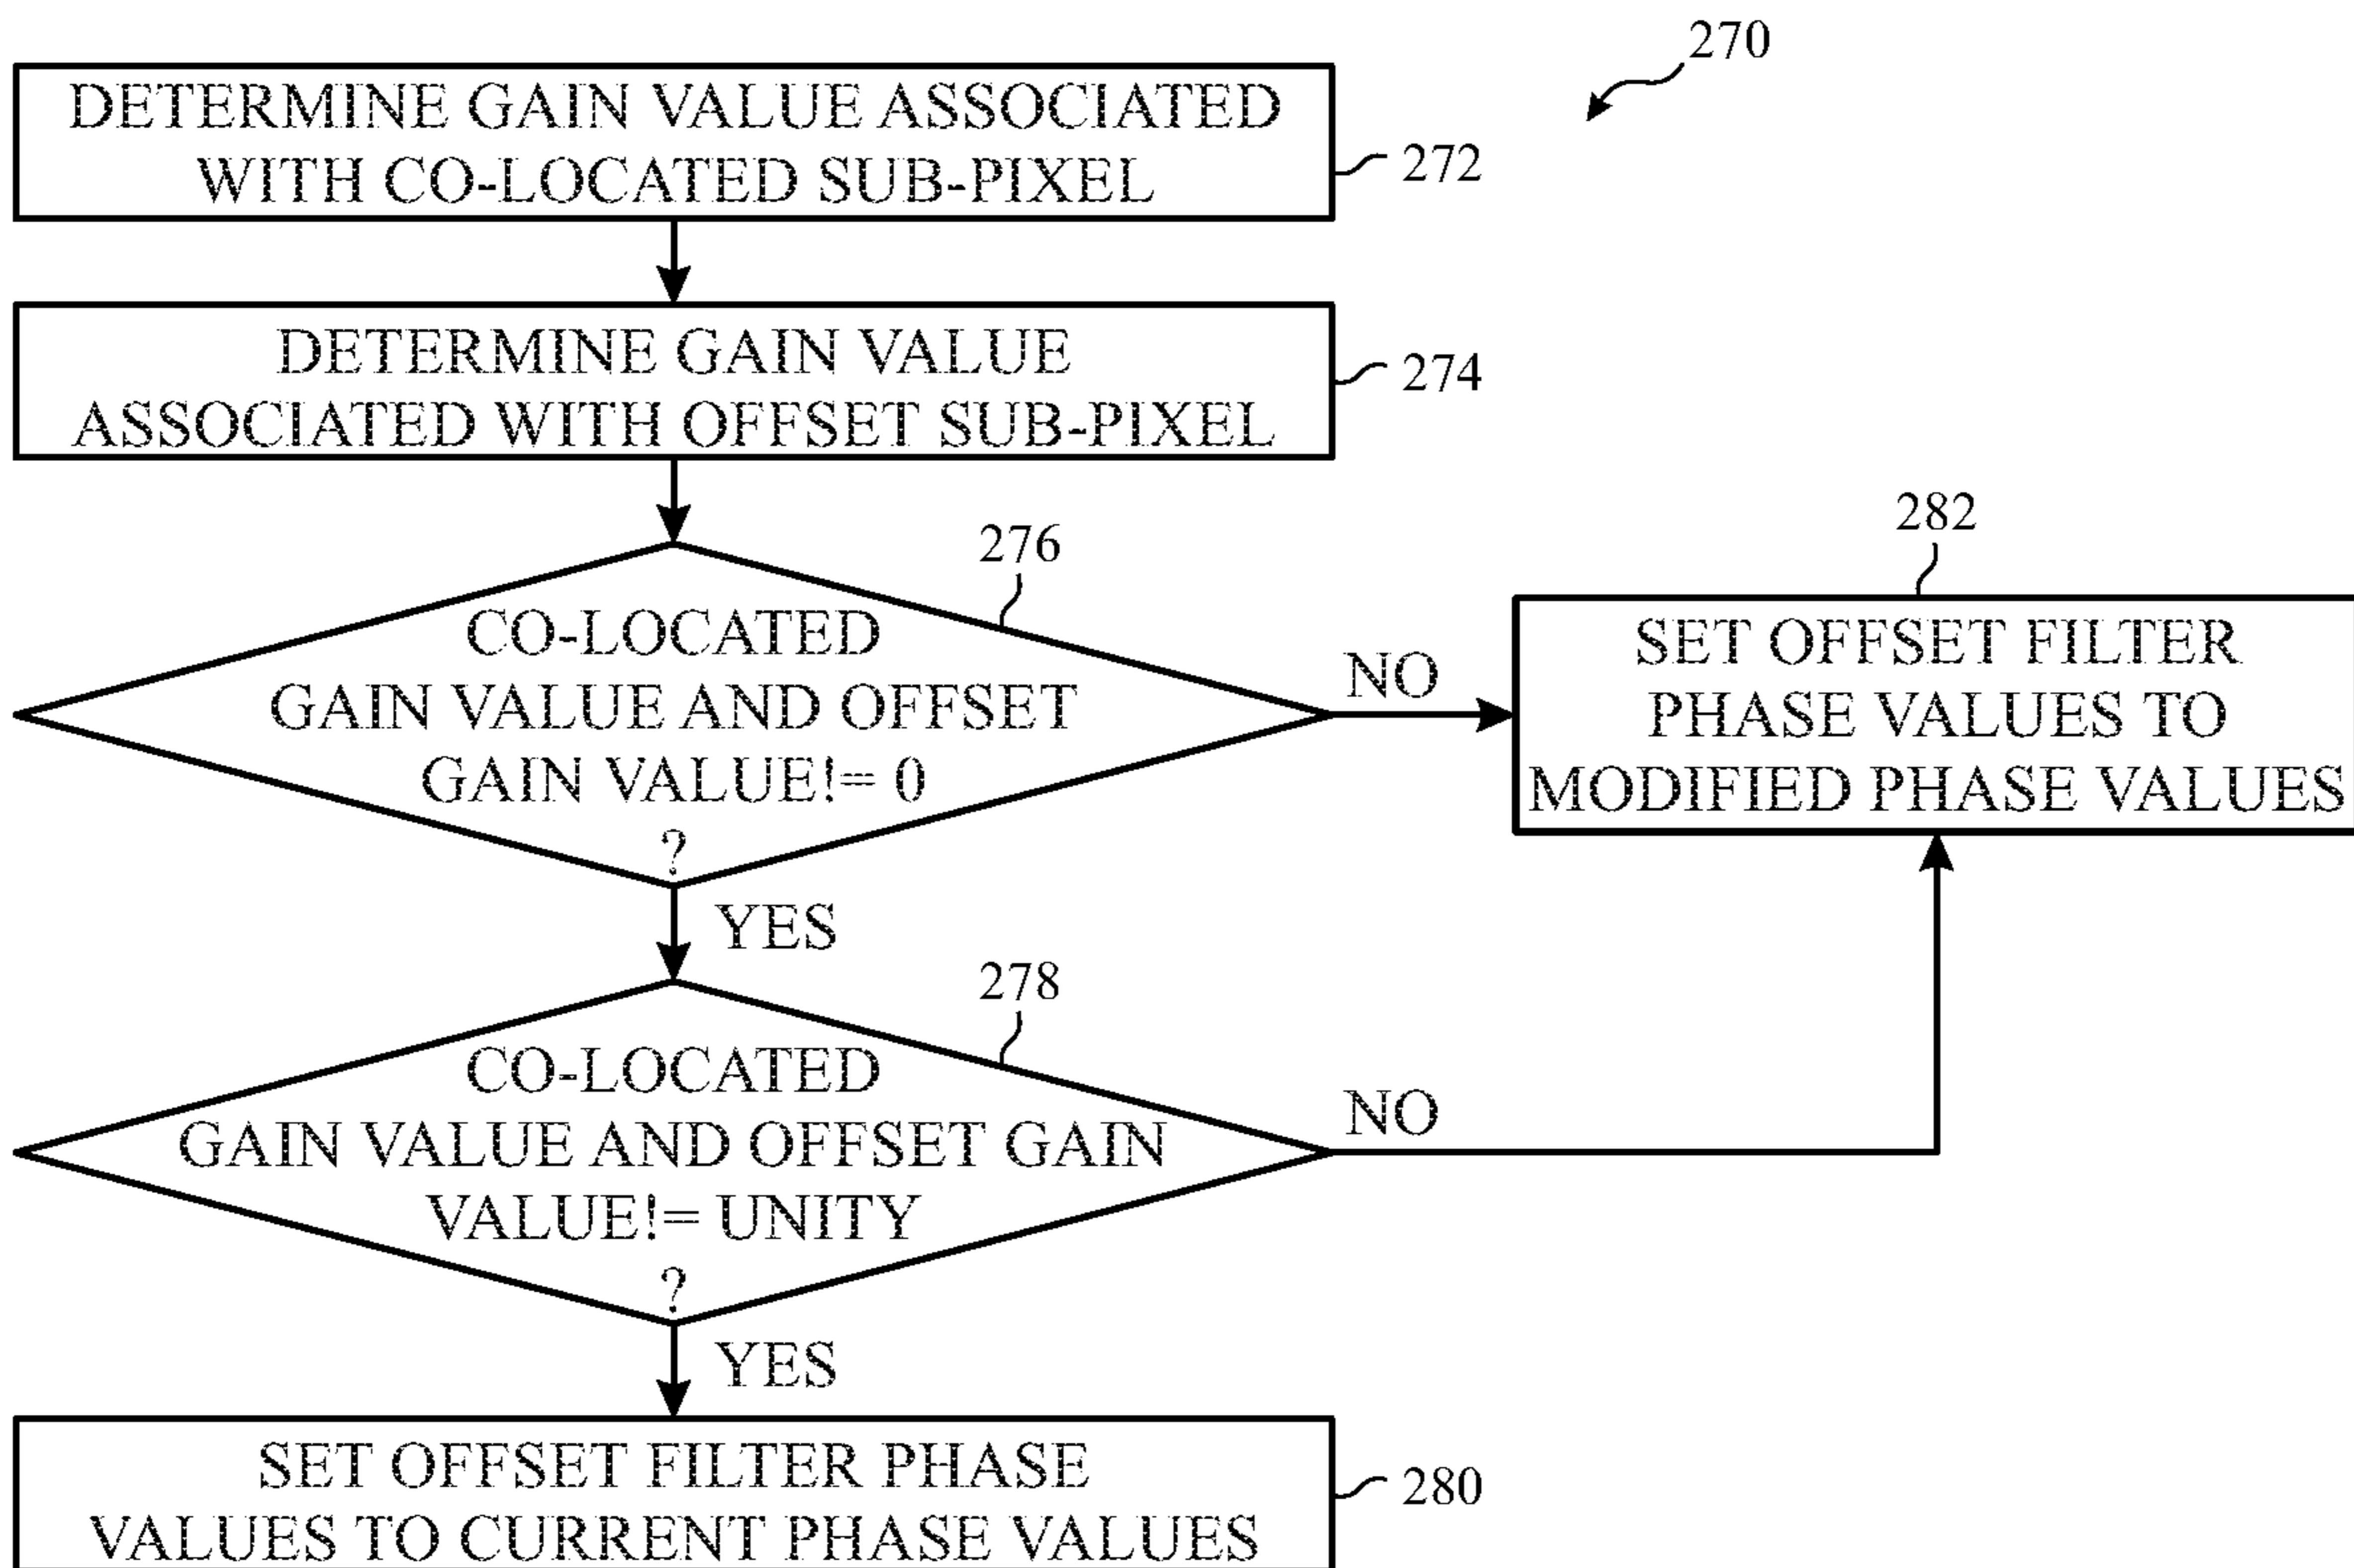 270
DETERMINE GAIN VALUE ASSOCIATED
WITH CO-LOCATED SUB-PIXEL
272
DETERMINE GAIN VALUE
ASSOCIATED WITH OFFSET SUB-PIXEL
274
276
CO-LOCATED
GAIN VALUE AND OFFSET
GAIN VALUE!= 0
?
NO
282
SET OFFSET FILTER
PHASE VALUES TO
MODIFIED PHASE VALUES
YES
278
CO-LOCATED
GAIN VALUE AND OFFSET GAIN
VALUE!= UNITY
?
NO
YES
SET OFFSET FILTER PHASE
VALUES TO CURRENT PHASE VALUES
280